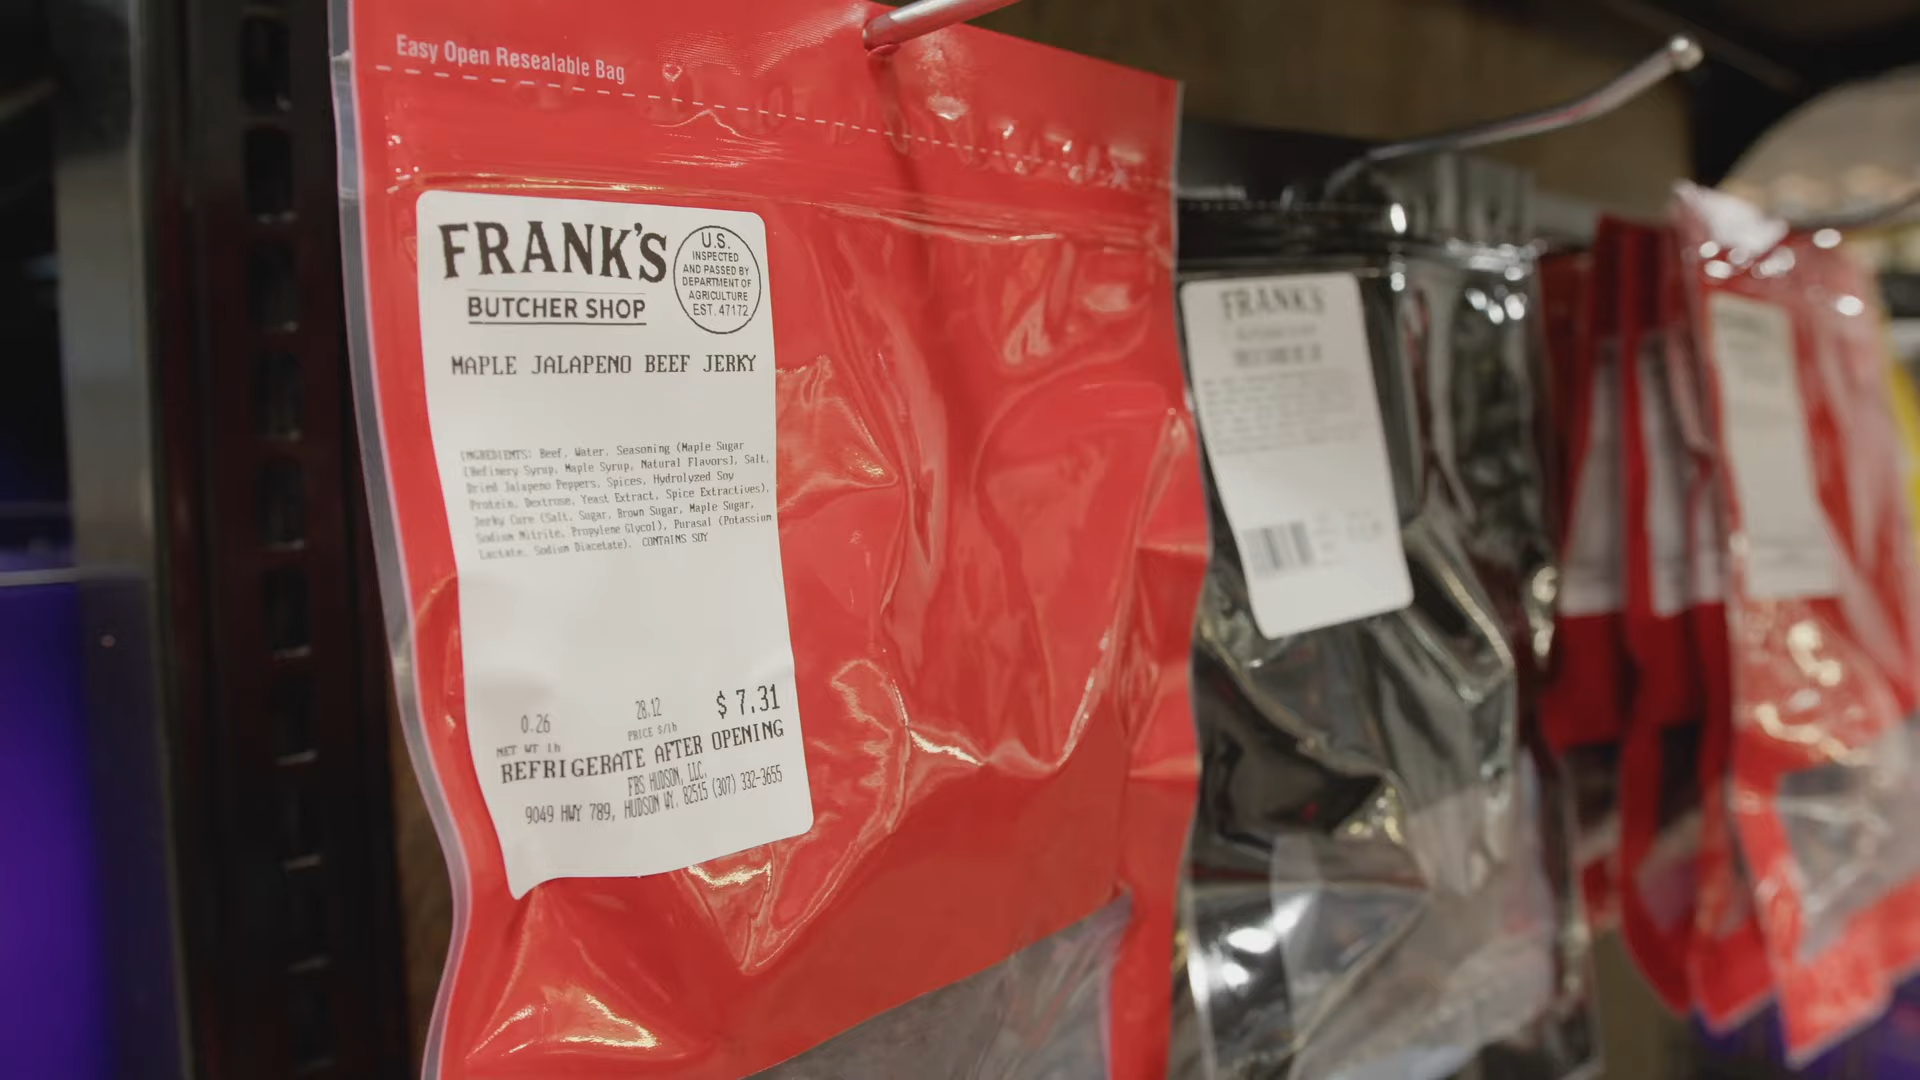 Easy Open Resealable Bag
FRANK'S
BUTCHER SHOP
U.S.
INSPECTED
AND PASSED BY
DEPARTMENT OF
AGRICULTURE
EST. 47172
MAPLE JALAPENO BEEF JERKY
INGREDIENTS: Beef, Water, Seasoning (Maple Sugar
[Refinery Syrup, Maple Syrup, Natural Flavors], Salt,
Dried Jalapeno Peppers, Spices, Hydrolyzed Soy
Protein, Dextrose, Yeast Extract, Spice Extractives),
Jerky Cure (Salt, Sugar, Brown Sugar, Maple Sugar,
Sodium Nitrite, Propylene Glycol), Purasal (Potassium
Lactate, Sodium Diacetate). CONTAINS SOY
0.26 28.12 $ 7.31
NET WT lb PRICE $/lb
REFRIGERATE AFTER OPENING
FBS HUDSON, LLC.
9049 HWY 789, HUDSON WY. 82515 (307) 332-3655
FRANK'S